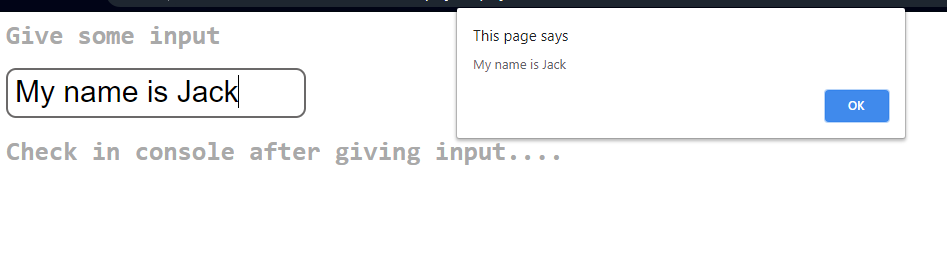 Give some input
My name is Jack
Check in console after giving input....
This page says
My name is Jack
OK